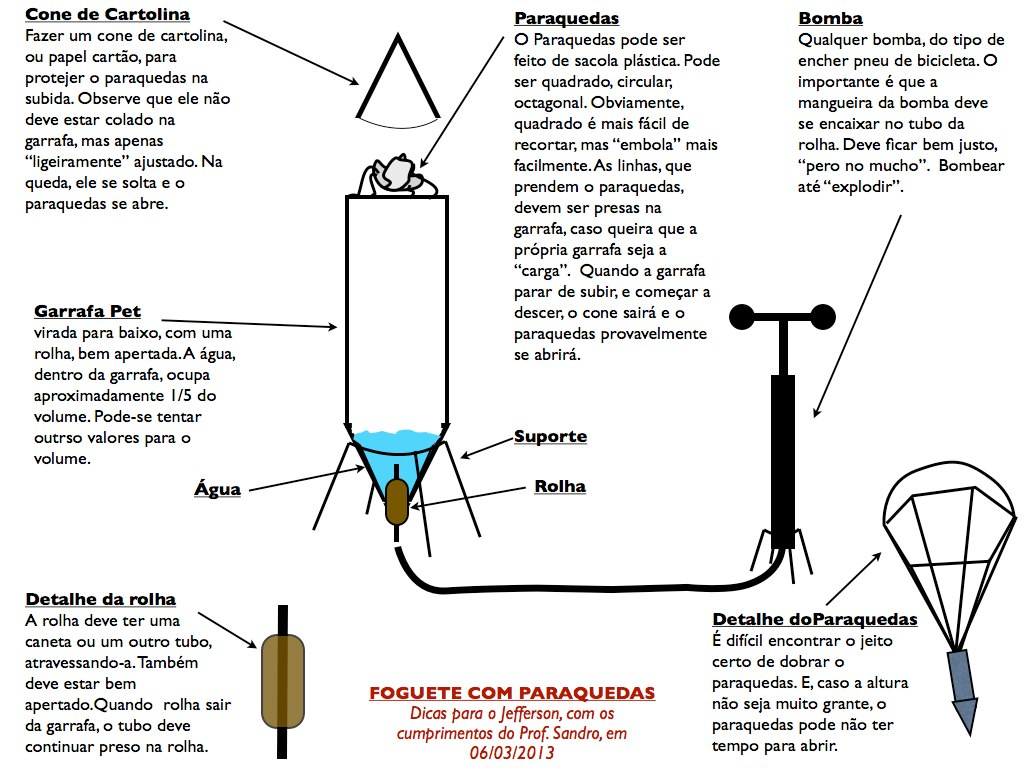 Cone de Cartolina
Fazer um cone de cartolina,
ou papel cartão, para
protejer o paraquedas na
subida. Observe que ele não
deve estar colado na
garrafa, mas apenas
“ligeiramente” ajustado. Na
queda, ele se solta e o
paraquedas se abre.
Paraquedas
O Paraquedas pode ser
feito de sacola plástica. Pode
ser quadrado, circular,
octagonal. Obviamente,
quadrado é mais fácil de
recortar, mas “embola” mais
facilmente. As linhas, que
prendem o paraquedas,
devem ser presas na
garrafa, caso queira que a
própria garrafa seja a
“carga”.  Quando a garrafa
parar de subir, e começar a
descer, o cone sairá e o
paraquedas provavelmente
se abrirá.
Bomba
Qualquer bomba, do tipo de
encher pneu de bicicleta. O
importante é que a
mangueira da bomba deve
se encaixar no tubo da
rolha. Deve ficar bem justo,
“pero no mucho”.  Bombear
até “explodir”.
Garrafa Pet
virada para baixo, com uma
rolha, bem apertada. A água,
dentro da garrafa, ocupa
aproximadamente 1/5 do
volume. Pode-se tentar
outrso valores para o
volume.
Suporte
Água
Rolha
Detalhe da rolha
A rolha deve ter uma
caneta ou um outro tubo,
atravessando-a. Também
deve estar bem
apertado.Quando  rolha sair
da garrafa, o tubo deve
continuar preso na rolha.
FOGUETE COM PARAQUEDAS
Dicas para o Jefferson, com os
cumprimentos do Prof. Sandro, em
06/03/2013
Detalhe doParaquedas
É difícil encontrar o jeito
certo de dobrar o
paraquedas. E, caso a altura
não seja muito grante, o
paraquedas pode não ter
tempo para abrir.